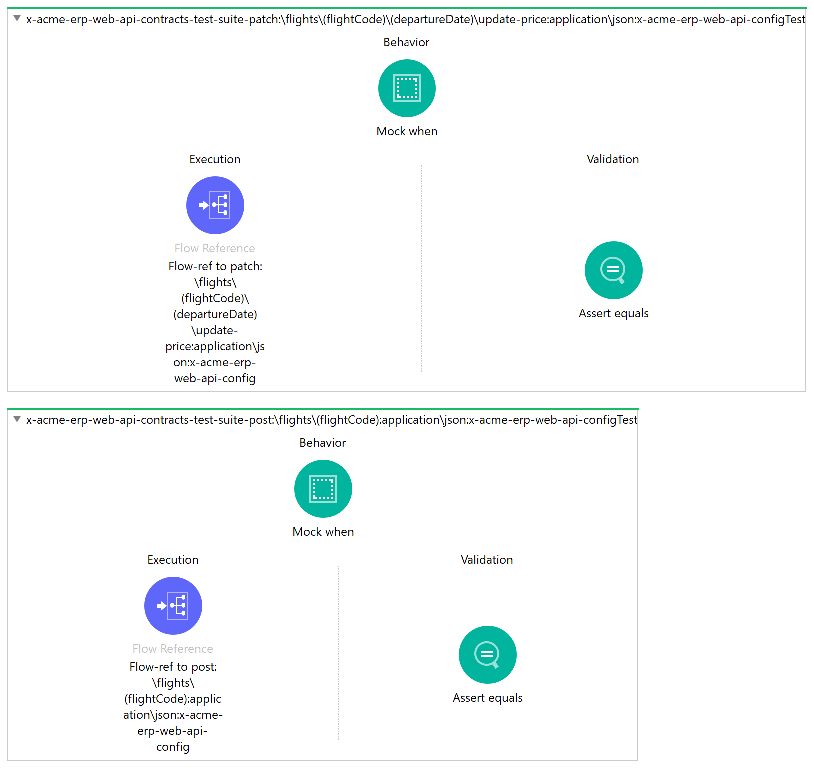 x-acme-erp-web-api-contracts-test-suite-patch:\flights\(flightCode)\(departureDate)\update-price:application\json:x-acme-erp-web-api-configTest
Behavior
Mock when
Execution
Validation
Flow Reference
Flow-ref to patch:
\flights\
(flightCode)\
(departureDate)
\update-
price:application\js
on:x-acme-erp-
web-api-config
Assert equals
x-acme-erp-web-api-contracts-test-suite-post:\flights\(flightCode):application\json:x-acme-erp-web-api-configTest
Behavior
Mock when
Execution
Validation
Flow Reference
Flow-ref to post:
\flights\
(flightCode):applic
ation\json:x-acme-
erp-web-api-
config
Assert equals